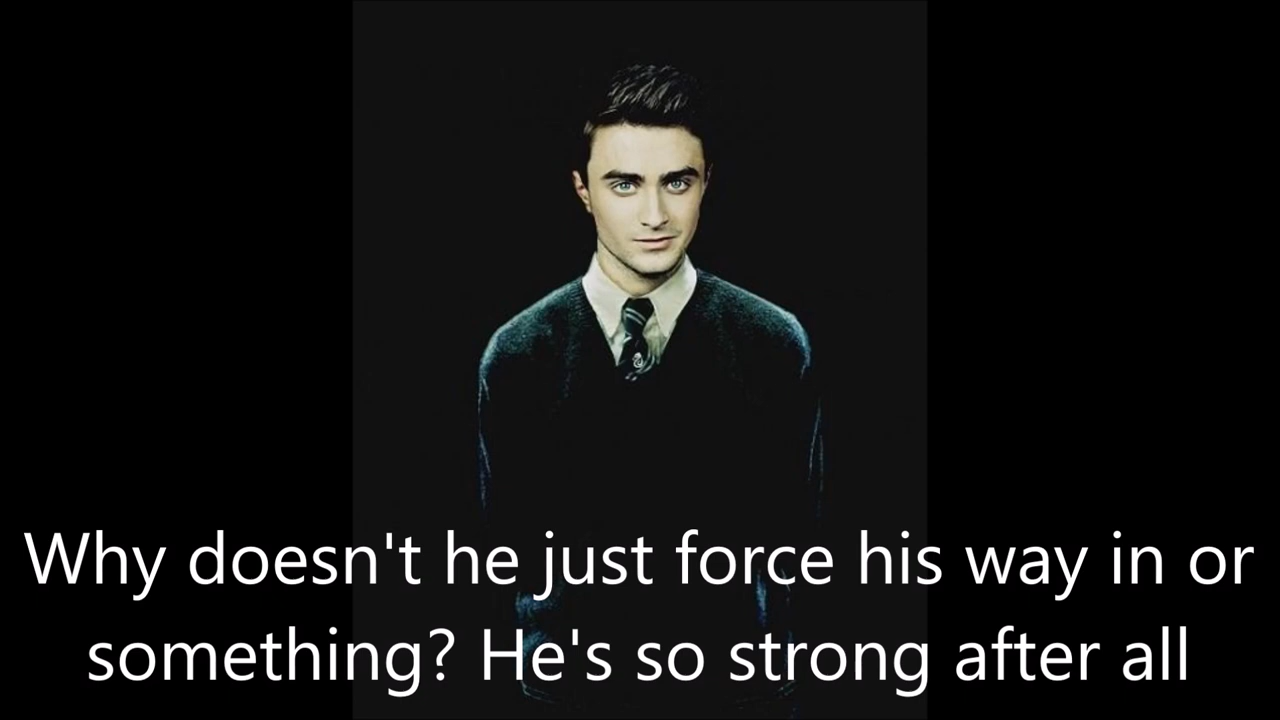 Why doesn't he just force his way in or
something? He's so strong after all